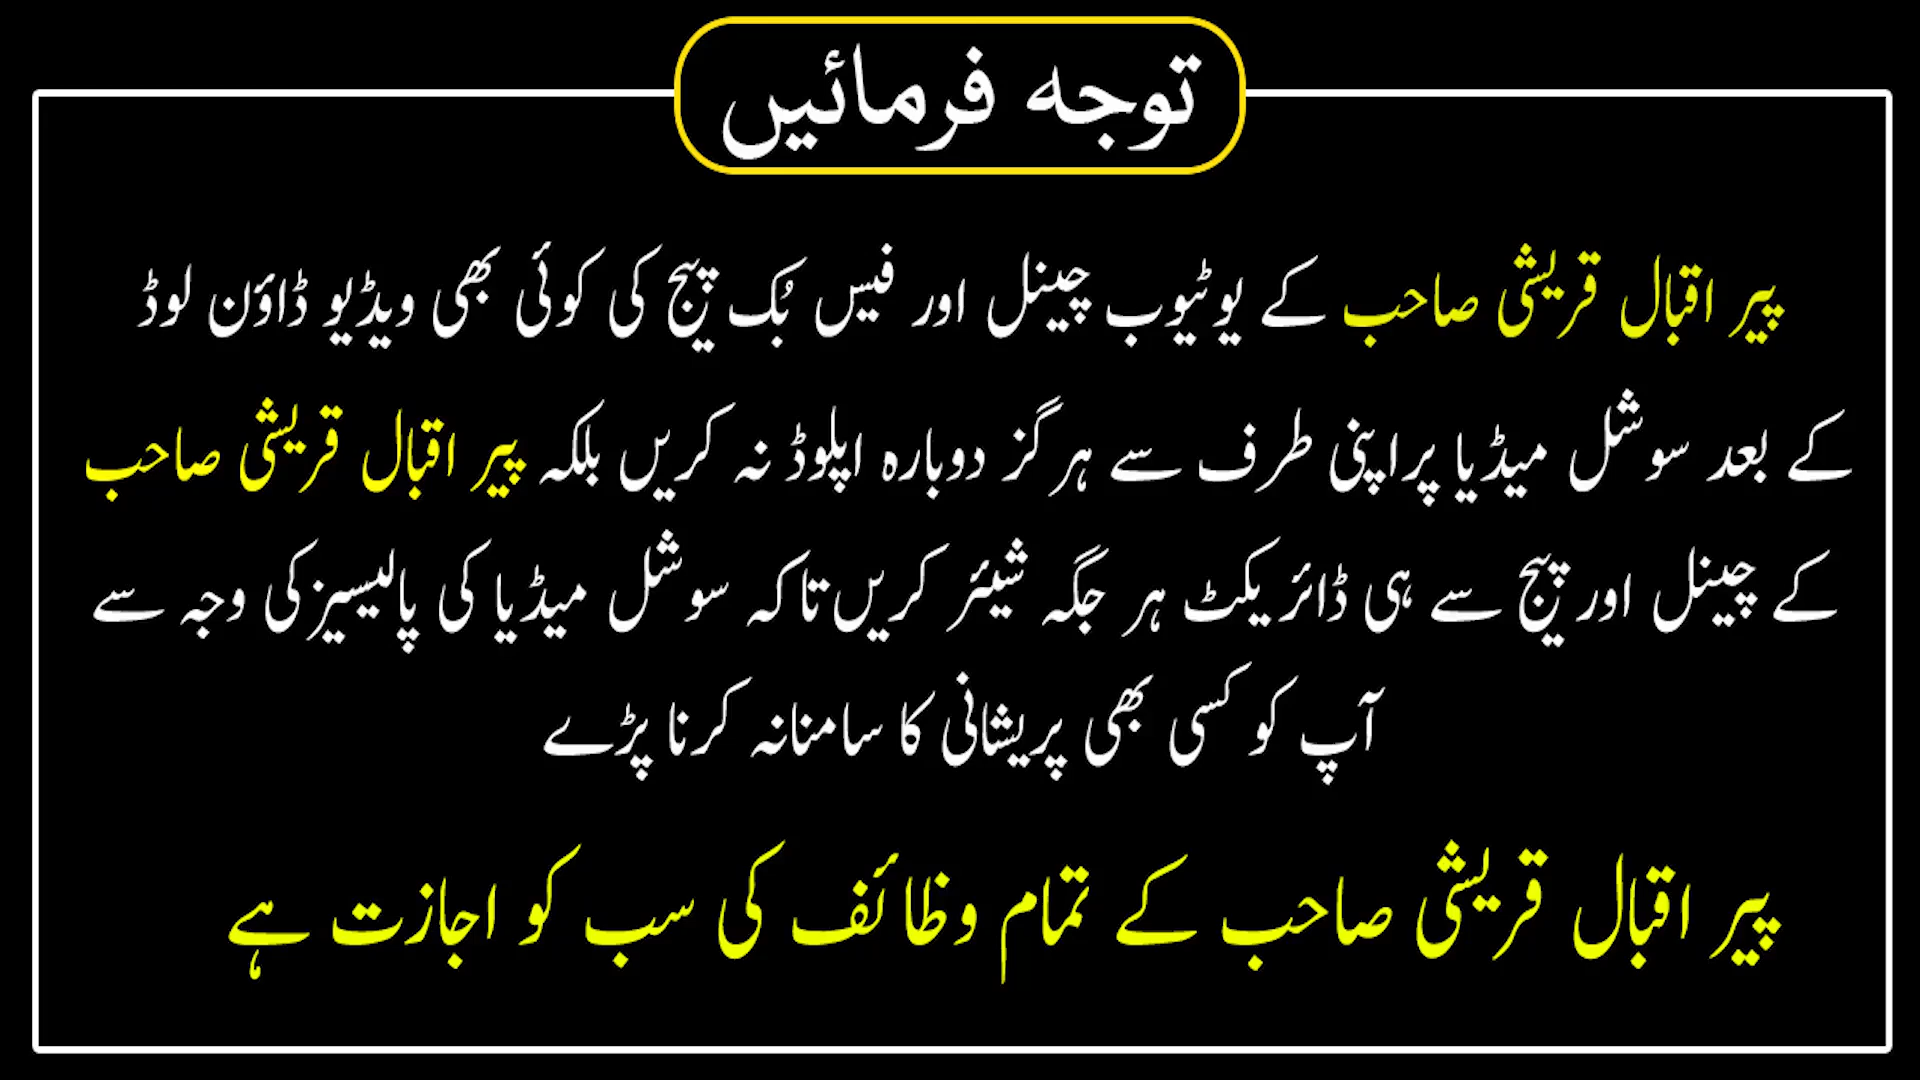 توجہ فرمائیں
پیر اقبال قریشی صاحب کے یوٹیوب چینل اور فیس بُک پیج کی کوئی بھی ویڈیو ڈاؤن لوڈ
کے بعد سوشل میڈیا پر اپنی طرف سے ہرگز دوبارہ اپلوڈ نہ کریں بلکہ پیر اقبال قریشی صاحب
کے چینل اور پیج سے ہی ڈائریکٹ ہر جگہ شیئر کریں تاکہ سوشل میڈیا کی پالیسیز کی وجہ سے
آپ کو کسی بھی پریشانی کا سامنا نہ کرنا پڑے
پیر اقبال قریشی صاحب کے تمام وظائف کی سب کو اجازت ہے